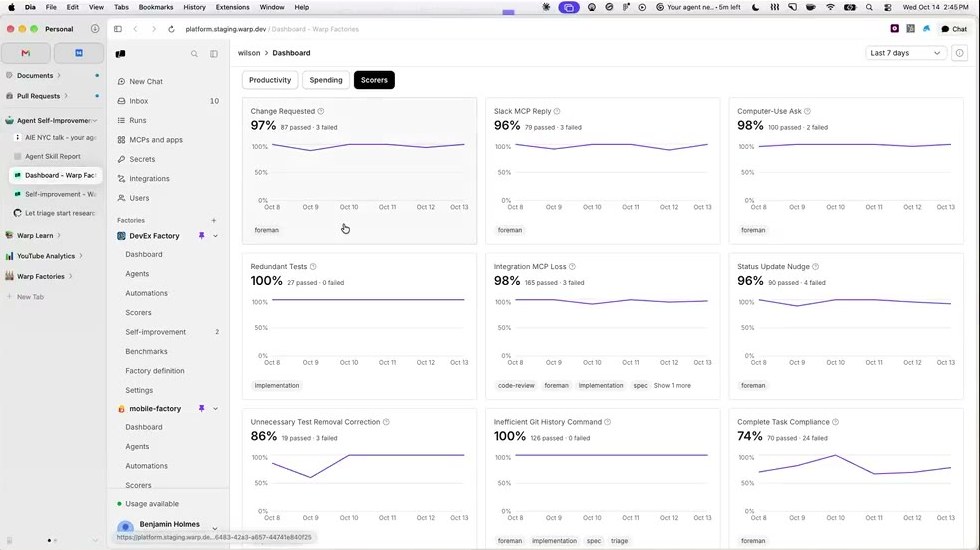 Dia File Edit View Tabs Bookmarks History Extensions Window Help
Your agent ne... · 5m left
Wed Oct 14 2:45 PM
Personal
platform.staging.warp.dev / Dashboard – Warp Factories
Chat
Documents
Pull Requests
Agent Self-Improveme
AIE NYC talk – your age
Agent Skill Report
Dashboard – Warp Fact
Self-improvement – Wa
Let triage start researc
Warp Learn
YouTube Analytics
Warp Factories
New Tab
New Chat
Inbox 10
Runs
MCPs and apps
Secrets
Integrations
Users
Factories
DevEx Factory
Dashboard
Agents
Automations
Scorers
Self-improvement 2
Benchmarks
Factory definition
Settings
mobile-factory
Dashboard
Agents
Automations
Scorers
Usage available
Benjamin Holmes
https://platform.staging.warp.de...6483-42a3-a657-44741e840f25
wilson > Dashboard
Last 7 days
Productivity Spending Scorers
Change Requested
97% 87 passed · 3 failed
100%
50%
0%
Oct 8 Oct 9 Oct 10 Oct 11 Oct 12 Oct 13
foreman
Slack MCP Reply
96% 79 passed · 3 failed
100%
50%
0%
Oct 8 Oct 9 Oct 10 Oct 11 Oct 12 Oct 13
foreman
Computer-Use Ask
98% 100 passed · 2 failed
100%
50%
0%
Oct 8 Oct 9 Oct 10 Oct 11 Oct 12 Oct 13
foreman
Redundant Tests
100% 27 passed · 0 failed
100%
50%
0%
Oct 8 Oct 9 Oct 10 Oct 11 Oct 12 Oct 13
implementation
Integration MCP Loss
98% 165 passed · 3 failed
100%
50%
0%
Oct 8 Oct 9 Oct 10 Oct 11 Oct 12 Oct 13
code-review foreman implementation spec Show 1 more
Status Update Nudge
96% 90 passed · 4 failed
100%
50%
0%
Oct 8 Oct 9 Oct 10 Oct 11 Oct 12 Oct 13
foreman
Unnecessary Test Removal Correction
86% 19 passed · 3 failed
100%
50%
0%
Oct 8 Oct 9 Oct 10 Oct 11 Oct 12 Oct 13
Inefficient Git History Command
100% 126 passed · 0 failed
100%
50%
0%
Oct 8 Oct 9 Oct 10 Oct 11 Oct 12 Oct 13
foreman implementation spec triage
Complete Task Compliance
74% 70 passed · 24 failed
100%
50%
0%
Oct 8 Oct 9 Oct 10 Oct 11 Oct 12 Oct 13
foreman